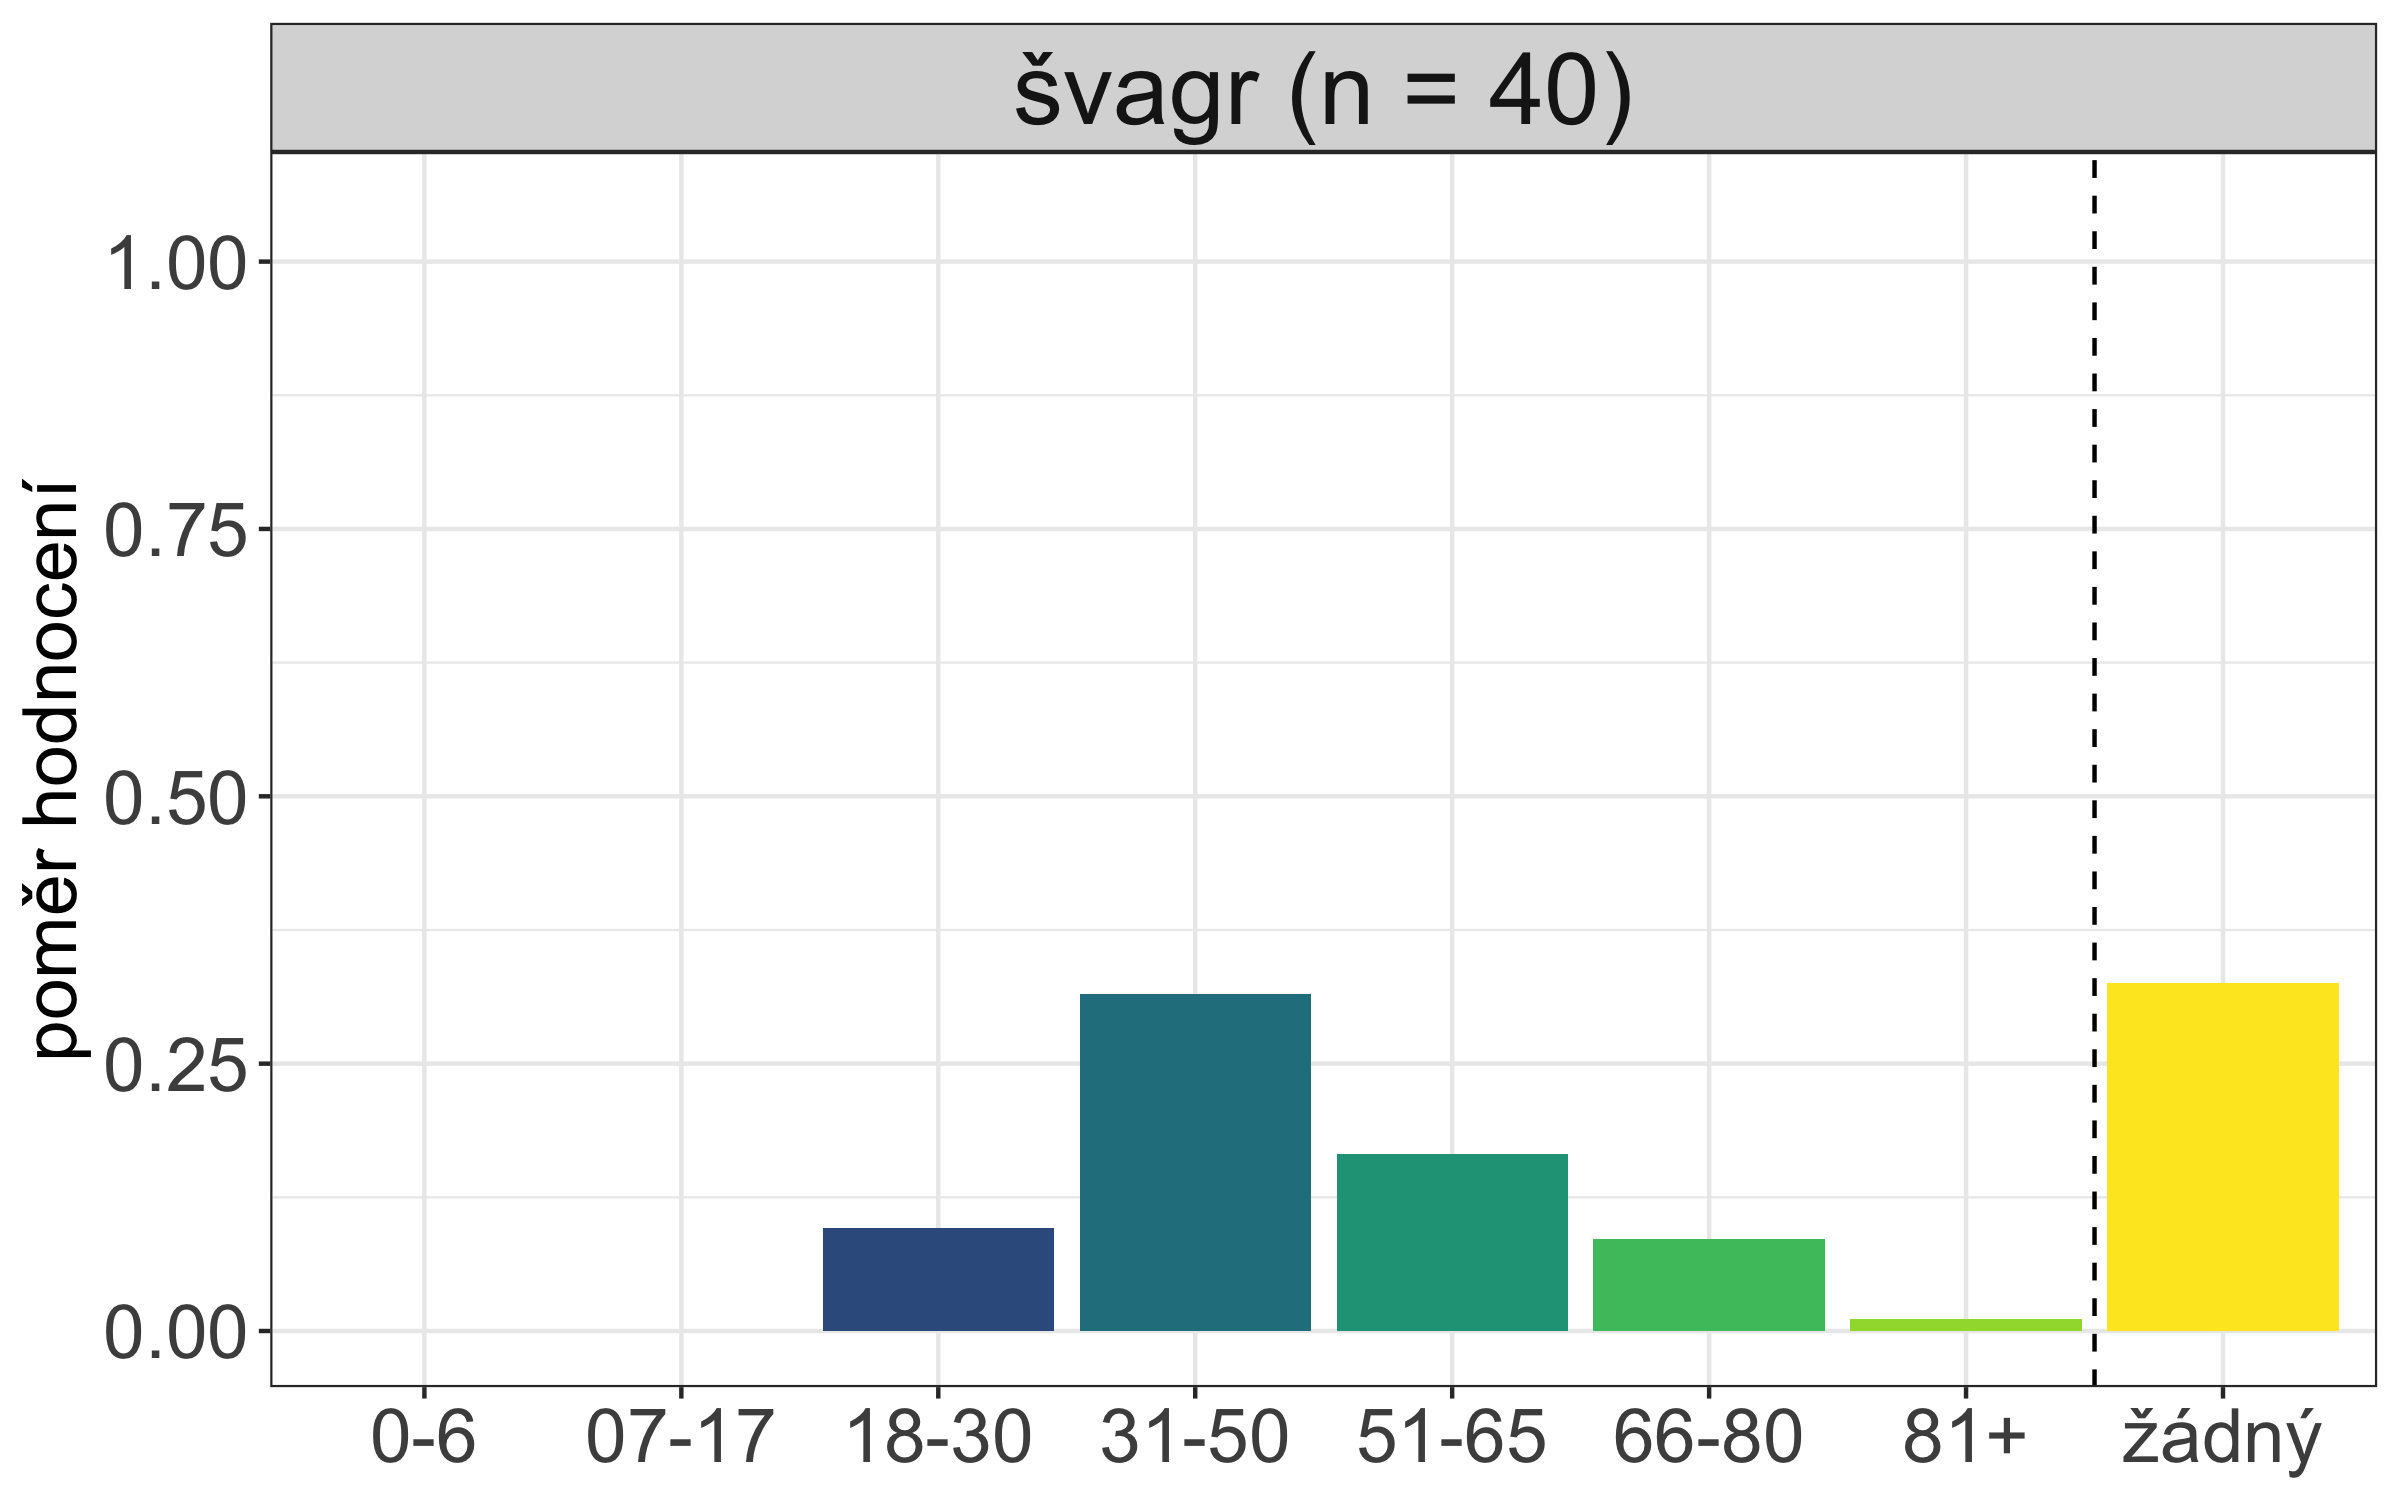 švagr (n = 40)
poměr hodnocení
1.00
0.75
0.50
0.25
0.00
0-6 07-17 18-30 31-50 51-65 66-80 81+ žádný